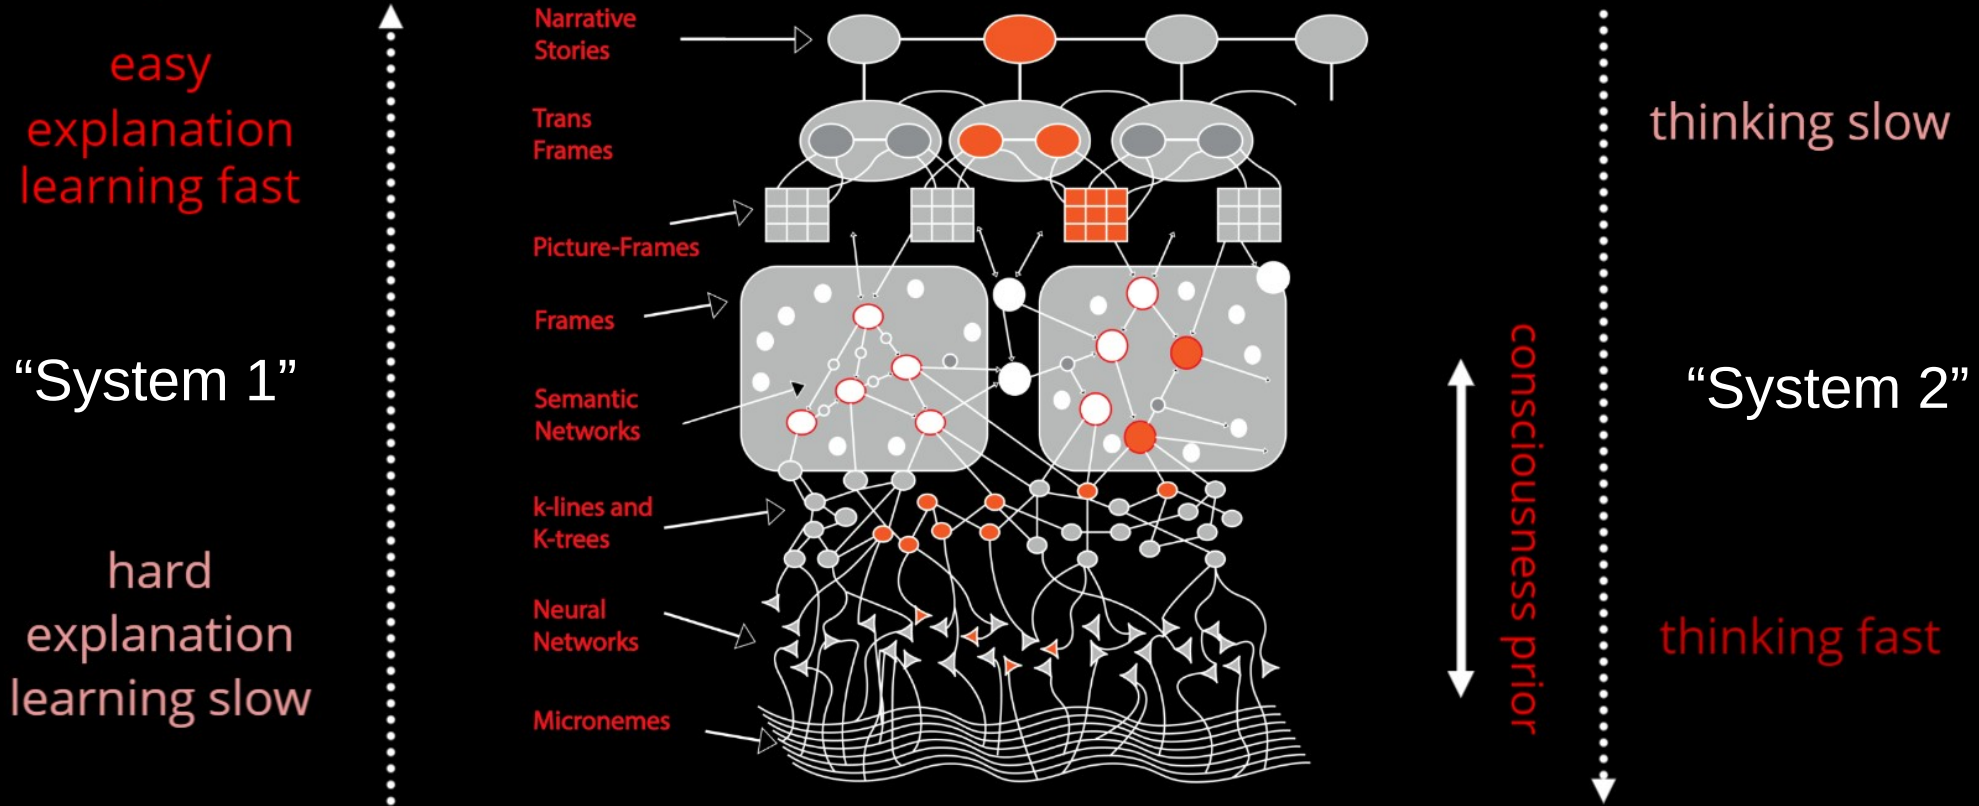 easy
explanation
learning fast
“System 1”
hard
explanation
learning slow
Narrative
Stories
Trans
Frames
Picture-Frames
Frames
Semantic
Networks
k-lines and
K-trees
Neural
Networks
Micronemes
consciousness prior
thinking slow
“System 2”
thinking fast